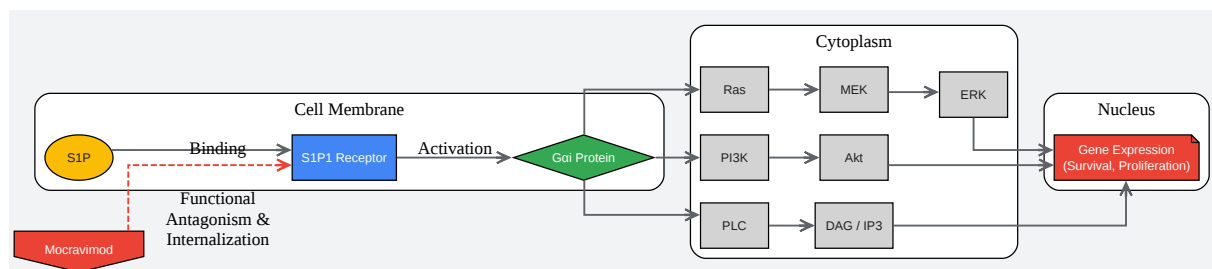 Cell Membrane
S1P
Binding
S1P1 Receptor
Activation
Gαi Protein
Functional
Antagonism &
Internalization
Mocravimod
Cytoplasm
Ras
MEK
ERK
PI3K
Akt
PLC
DAG / IP3
Nucleus
Gene Expression
(Survival, Proliferation)